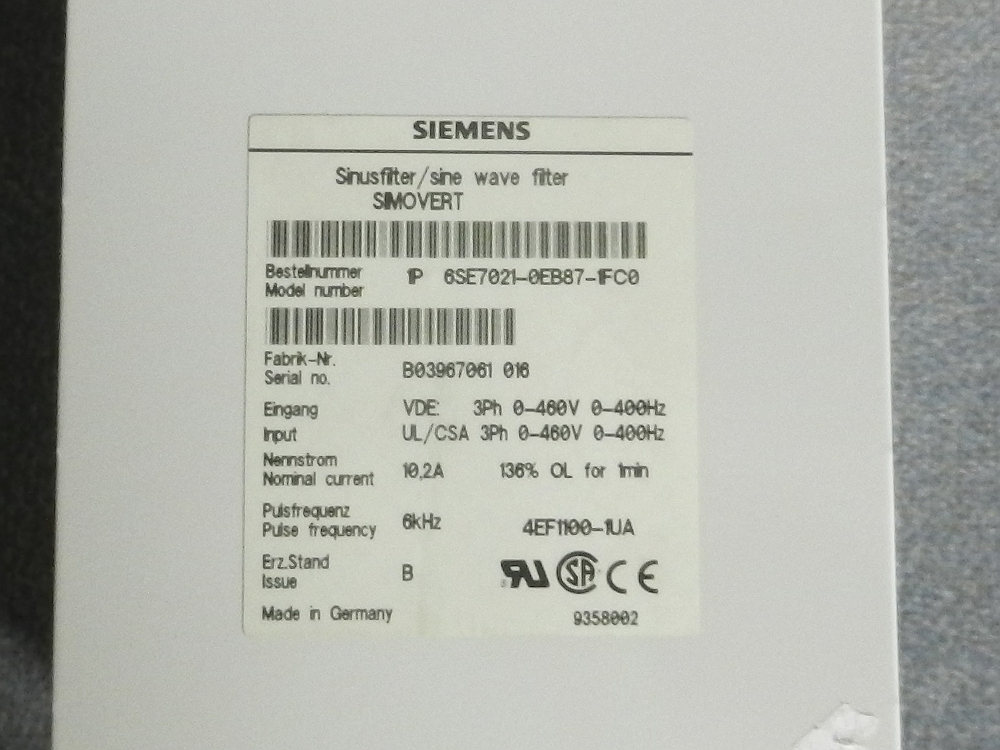 SIEMENS
Sinusfilter/sine wave filter
SIMOVERT
Bestellnummer
Model number
1P 6SE7021-0EB87-1FC0
Fabrik-Nr.
Serial no.
B03967061 016
Eingang VDE: 3Ph 0-460V 0-400Hz
Input UL/CSA 3Ph 0-460V 0-400Hz
Nennstrom
Nominal current
10,2A 136% OL for 1min
Pulsfrequenz
Pulse frequency
6kHz 4EF1100-1UA
Erz.Stand
Issue
B
RU SA CE
Made in Germany 9358002